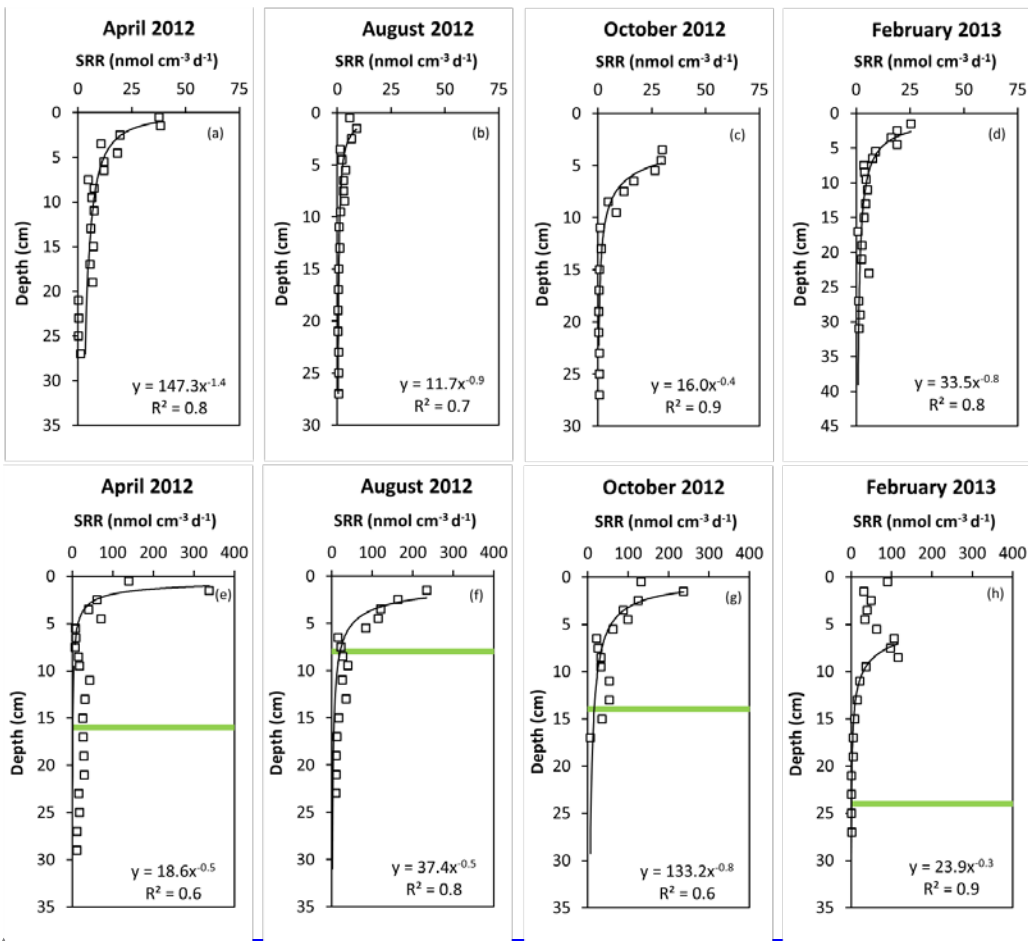 April 2012
SRR (nmol cm-3 d-1)
0 25 50 75
0
5
10
15
20
25
30
35
Depth (cm)
(a)
y = 147.3x-1.4
R2 = 0.8
August 2012
SRR (nmol cm-3 d-1)
0 25 50 75
0
5
10
15
20
25
30
Depth (cm)
(b)
y = 11.7x-0.9
R2 = 0.7
October 2012
SRR (nmol cm-3 d-1)
0 25 50 75
0
5
10
15
20
25
30
Depth (cm)
(c)
y = 16.0x-0.4
R2 = 0.9
February 2013
SRR (nmol cm-3 d-1)
0 25 50 75
0
5
10
15
20
25
30
35
40
45
Depth (cm)
(d)
y = 33.5x-0.8
R2 = 0.8
April 2012
SRR (nmol cm-3 d-1)
0 100 200 300 400
0
5
10
15
20
25
30
35
Depth (cm)
(e)
y = 18.6x-0.5
R2 = 0.6
August 2012
SRR (nmol cm-3 d-1)
0 100 200 300 400
0
5
10
15
20
25
30
35
Depth (cm)
(f)
y = 37.4x-0.5
R2 = 0.8
October 2012
SRR (nmol cm-3 d-1)
0 100 200 300 400
0
5
10
15
20
25
30
35
Depth (cm)
(g)
y = 133.2x-0.8
R2 = 0.6
February 2013
SRR (nmol cm-3 d-1)
0 100 200 300 400
0
5
10
15
20
25
30
35
Depth (cm)
(h)
y = 23.9x-0.3
R2 = 0.9